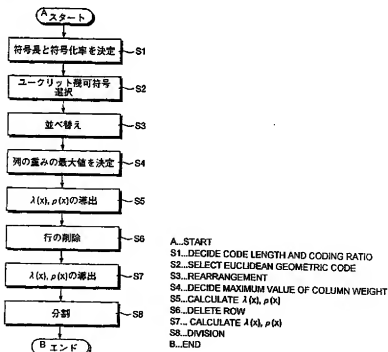 A スタート
符号長と符号化率を決定 S1
ユークリット幾可符号
選択 S2
並べ替え S3
列の重みの最大値を決定 S4
λ(x), ρ(x)の導出 S5
行の削除 S6
λ(x), ρ(x)の導出 S7
分割 S8
B エンド
A...START
S1...DECIDE CODE LENGTH AND CODING RATIO
S2...SELECT EUCLIDEAN GEOMETRIC CODE
S3...REARRANGEMENT
S4...DECIDE MAXIMUM VALUE OF COLUMN WEIGHT
S5...CALCULATE λ(x), ρ(x)
S6...DELETE ROW
S7... CALCULATE λ(x), ρ(x)
S8...DIVISION
B...END